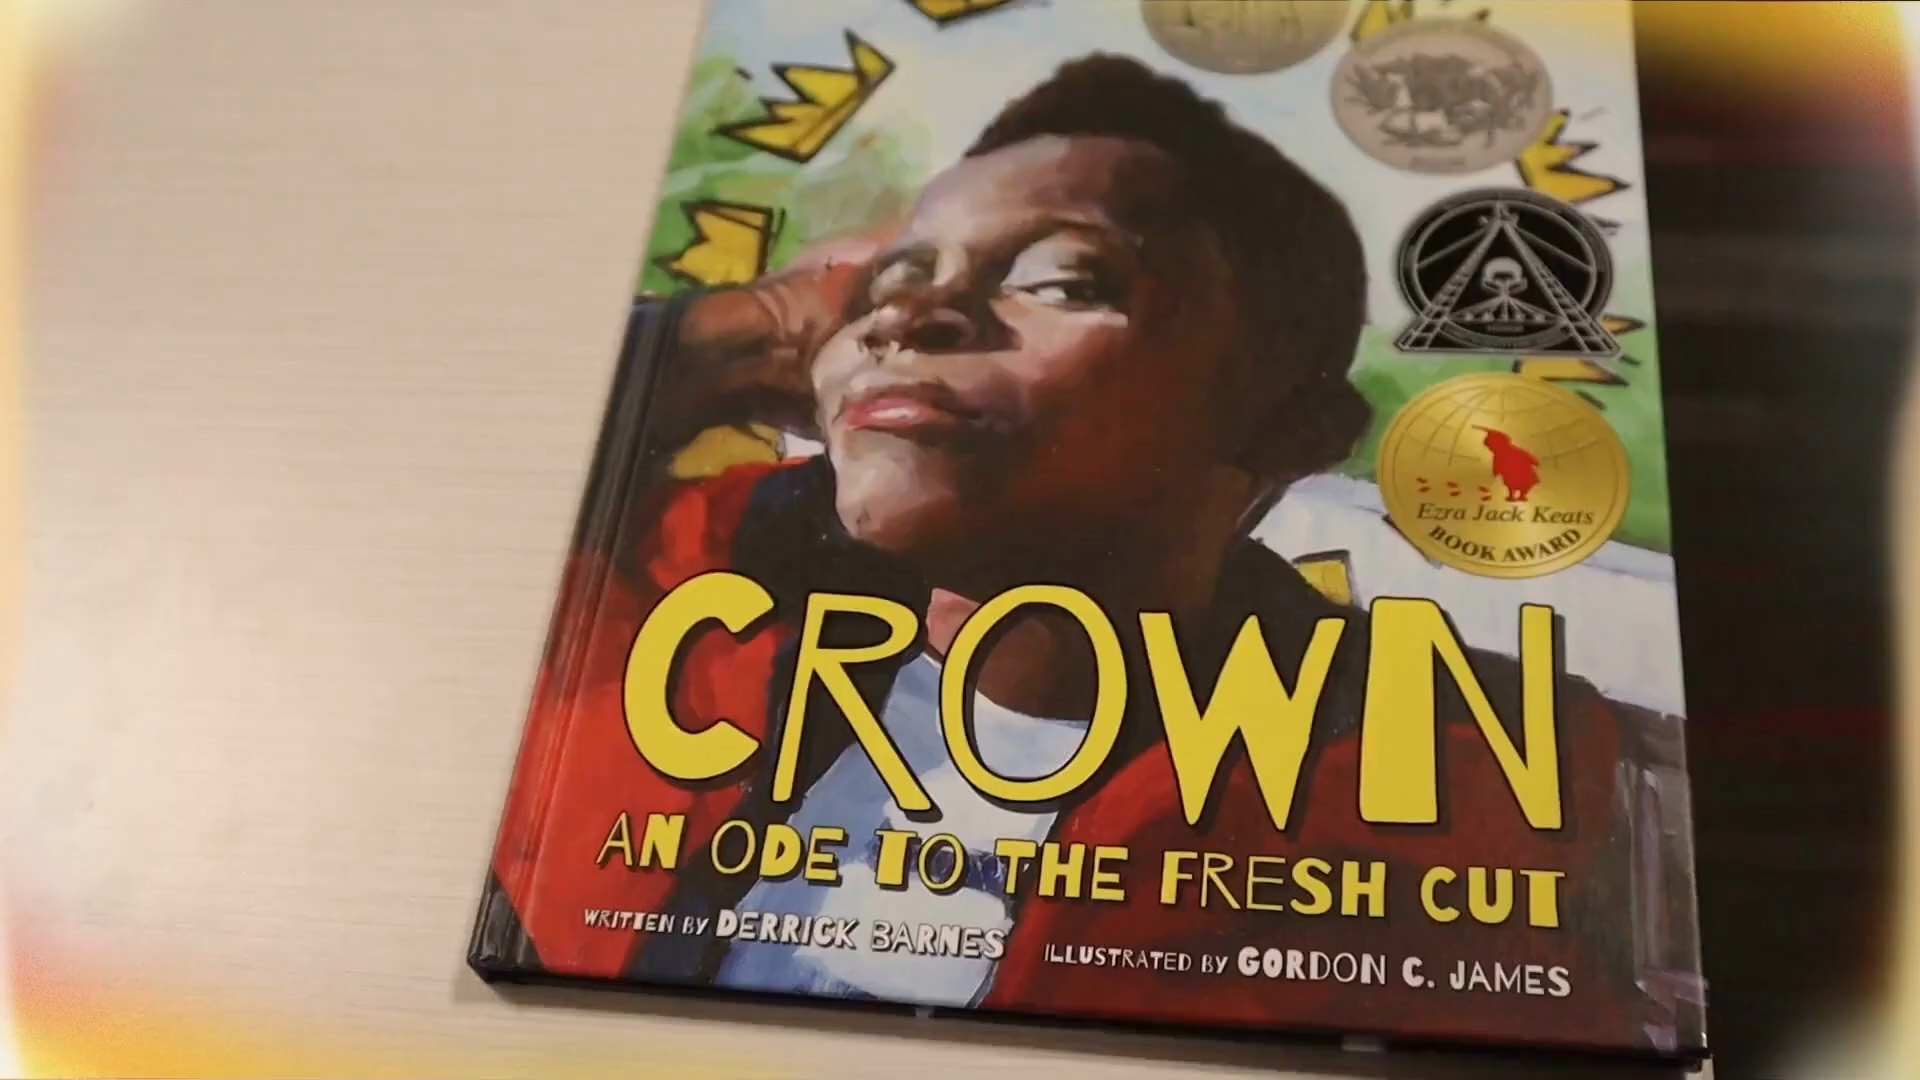 Ezra Jack Keats
BOOK AWARD
CROWN
AN ODE TO THE FRESH CUT
WRITTEN BY DERRICK BARNES
ILLUSTRATED BY GORDON C. JAMES